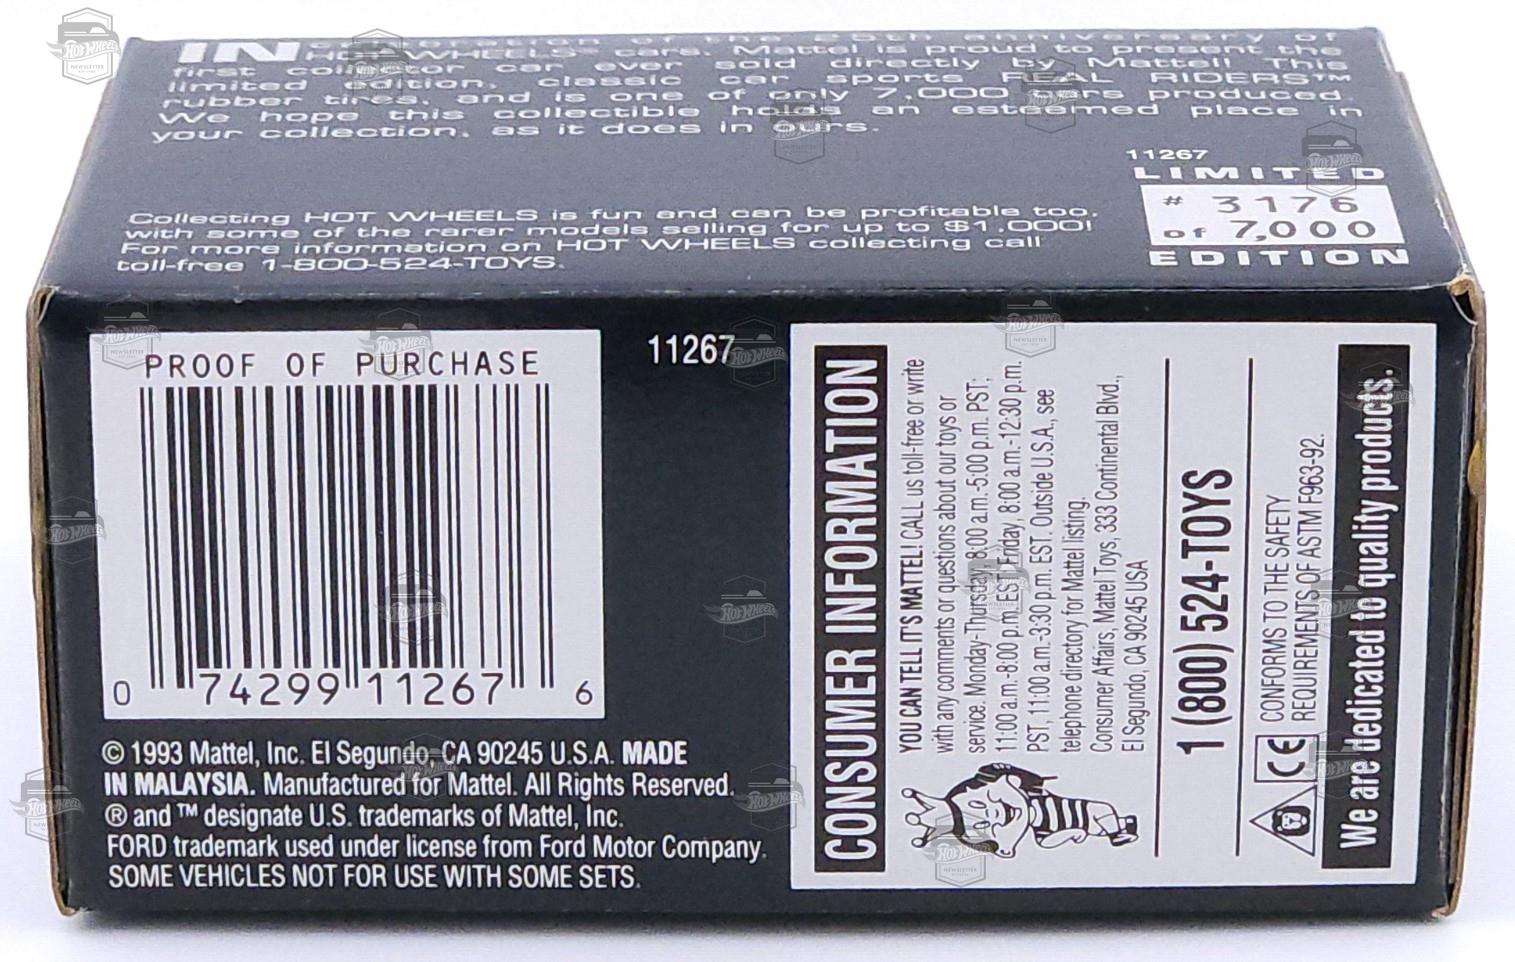 INcelebration of the 25th anniversary of
HOT WHEELS® cars, Mattel is proud to present the
first collector car ever sold directly by Mattel! This
limited edition, classic car sports REAL RIDERS™
rubber tires, and is one of only 7,000 cars produced.
We hope this collectible holds an esteemed place in
your collection, as it does in ours.
Collecting HOT WHEELS is fun and can be profitable too,
with some of the rarer models selling for up to $1,000!
For more information on HOT WHEELS collecting call
toll-free 1-800-524-TOYS.
11267
LIMITED
# 3176
of 7,000
EDITION
PROOF OF PURCHASE
0 74299 11267 6
11267
© 1993 Mattel, Inc. El Segundo, CA 90245 U.S.A. MADE
IN MALAYSIA. Manufactured for Mattel. All Rights Reserved.
® and ™ designate U.S. trademarks of Mattel, Inc.
FORD trademark used under license from Ford Motor Company.
SOME VEHICLES NOT FOR USE WITH SOME SETS.
CONSUMER INFORMATION
YOU CAN TELL IT'S MATTEL! CALL us toll-free or write
with any comments or questions about our toys or
service. Monday-Thursday, 8:00 a.m.-5:00 p.m. PST;
11:00 a.m.-8:00 p.m. EST; Friday, 8:00 a.m.-12:30 p.m.
PST, 11:00 a.m.-3:30 p.m. EST. Outside U.S.A., see
telephone directory for Mattel listing.
Consumer Affairs, Mattel Toys, 333 Continental Blvd.,
El Segundo, CA 90245 USA
1 (800) 524-TOYS
CE
CONFORMS TO THE SAFETY
REQUIREMENTS OF ASTM F963-92.
We are dedicated to quality products.
Hot Wheels
NEWSLETTER